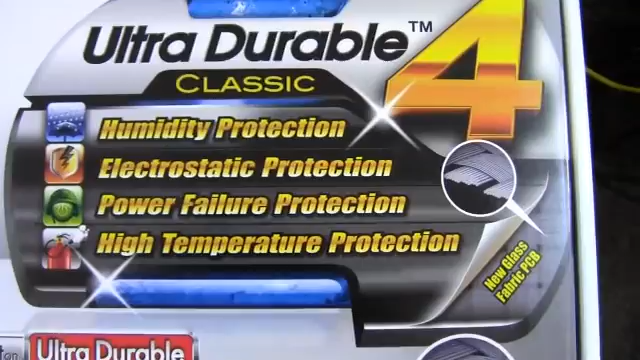 Ultra Durable™ 4
CLASSIC
Humidity Protection
Electrostatic Protection
Power Failure Protection
High Temperature Protection
New Glass
Fabric PCB
Ultra Durable